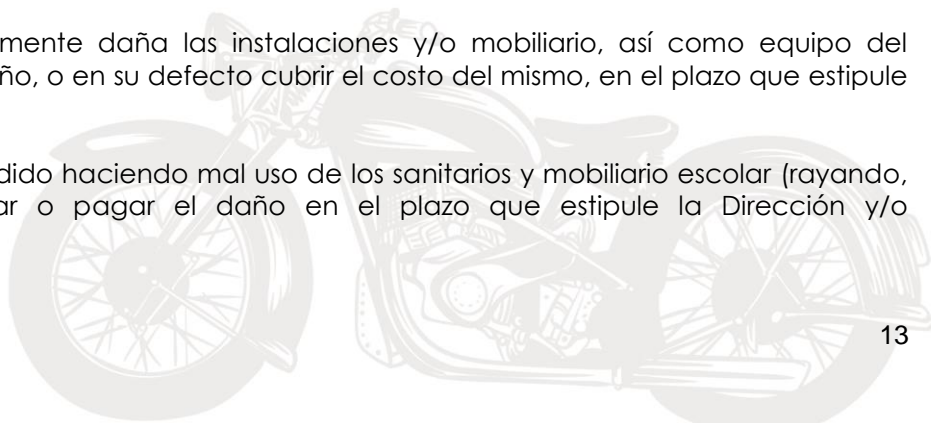 mente daña las instalaciones y/o mobiliario, así como equipo del
ño, o en su defecto cubrir el costo del mismo, en el plazo que estipule
dido haciendo mal uso de los sanitarios y mobiliario escolar (rayando,
ar o pagar el daño en el plazo que estipule la Dirección y/o
13